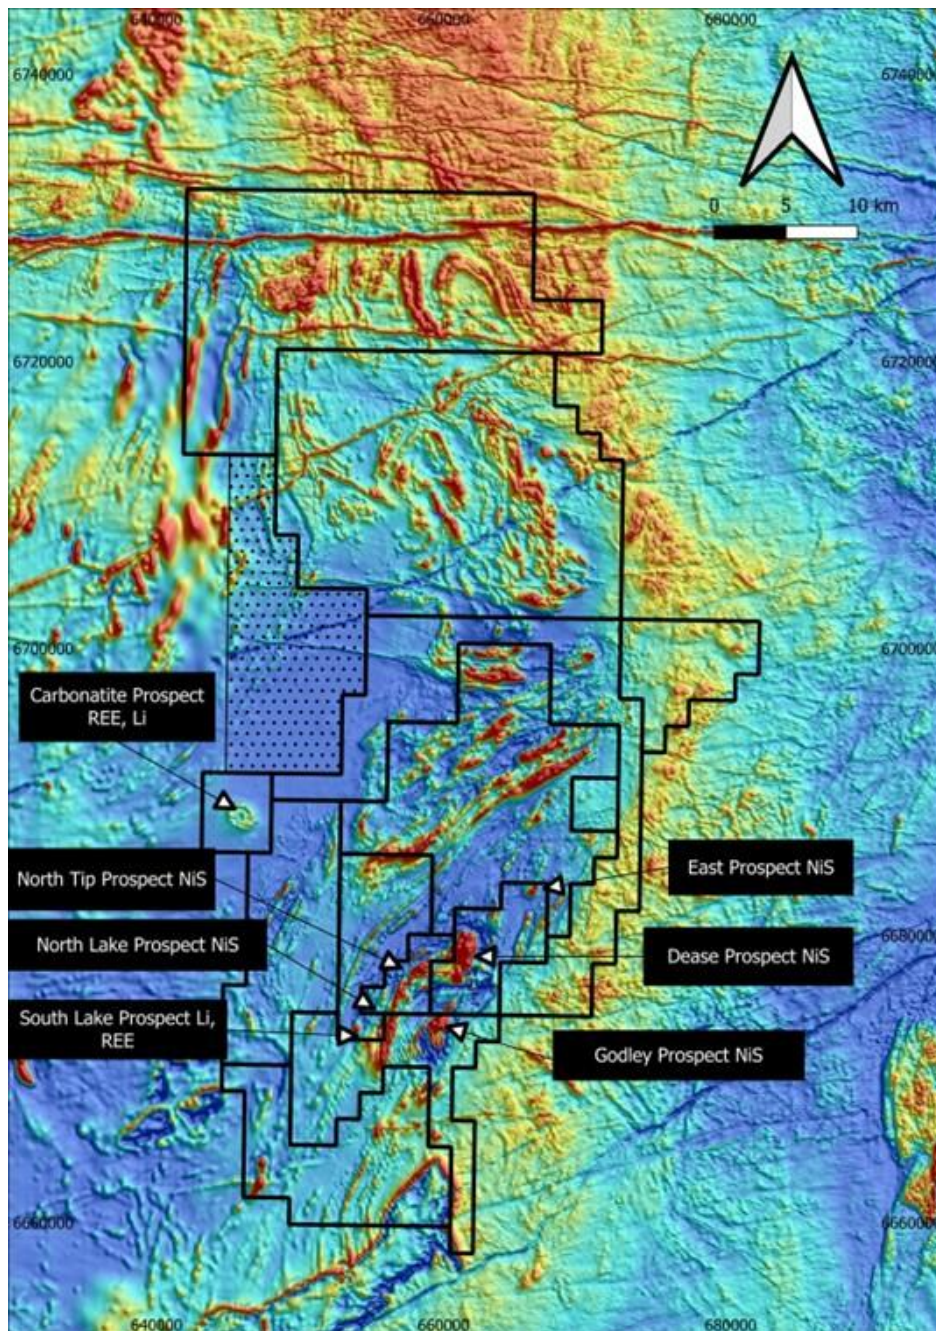 640000
660000
680000
6740000
6740000
0
5
10 km
6720000
6720000
6700000
6700000
Carbonatite Prospect
REE, Li
North Tip Prospect NiS
East Prospect NiS
North Lake Prospect NiS
6680000
Dease Prospect NiS
South Lake Prospect Li,
REE
Godley Prospect NiS
6660000
6660000
640000
660000
680000